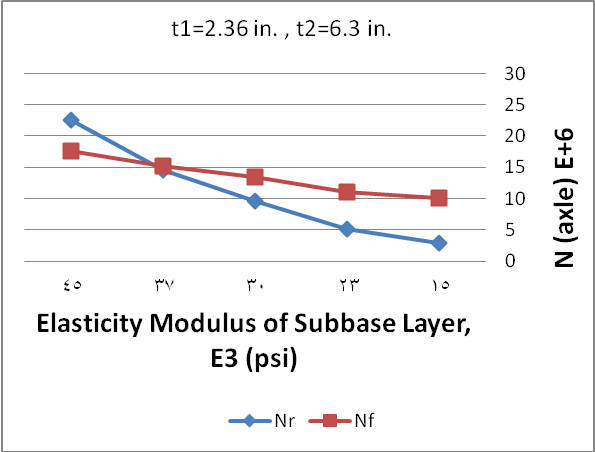 t1=2.36 in. , t2=6.3 in.
30
25
20
15
10
5
0
N (axle) E+6
٤٥ ٣٧ ٣٠ ٢٣ ١٥
Elasticity Modulus of Subbase Layer,
E3 (psi)
Nr Nf